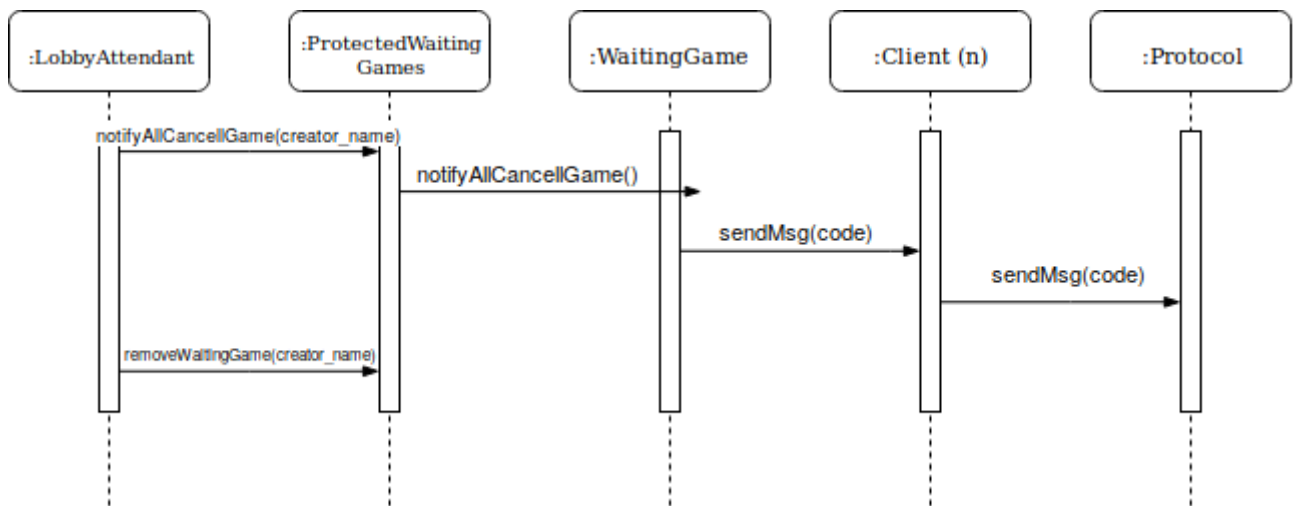 :LobbyAttendant
:ProtectedWaiting
Games
:WaitingGame
:Client (n)
:Protocol
notifyAllCancellGame(creator_name)
notifyAllCancellGame()
sendMsg(code)
sendMsg(code)
removeWaitingGame(creator_name)